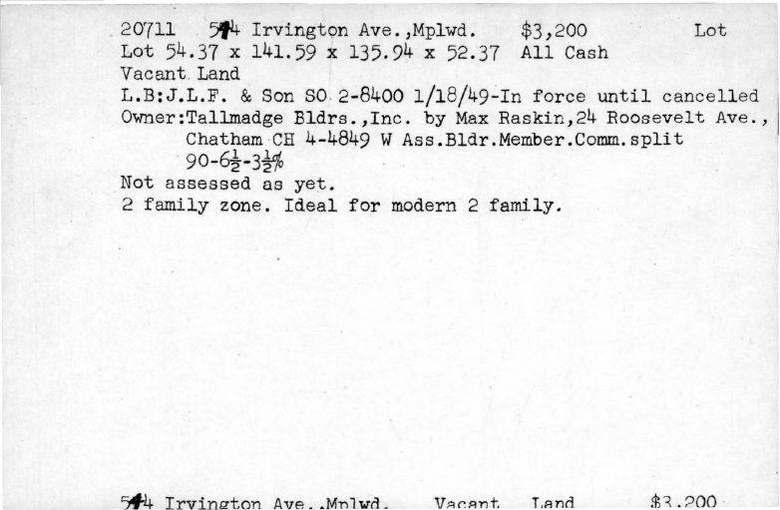 20711 544 Irvington Ave.,Mplwd. $3,200 Lot
Lot 54.37 x 141.59 x 135.94 x 52.37 All Cash
Vacant Land
L.B:J.L.F. & Son SO 2-8400 1/18/49-In force until cancelled
Owner:Tallmadge Bldrs.,Inc. by Max Raskin,24 Roosevelt Ave.,
Chatham CH 4-4849 W Ass.Bldr.Member.Comm.split
90-6½-3½%
Not assessed as yet.
2 family zone. Ideal for modern 2 family.
544 Irvington Ave.,Mplwd. Vacant Land $3,200